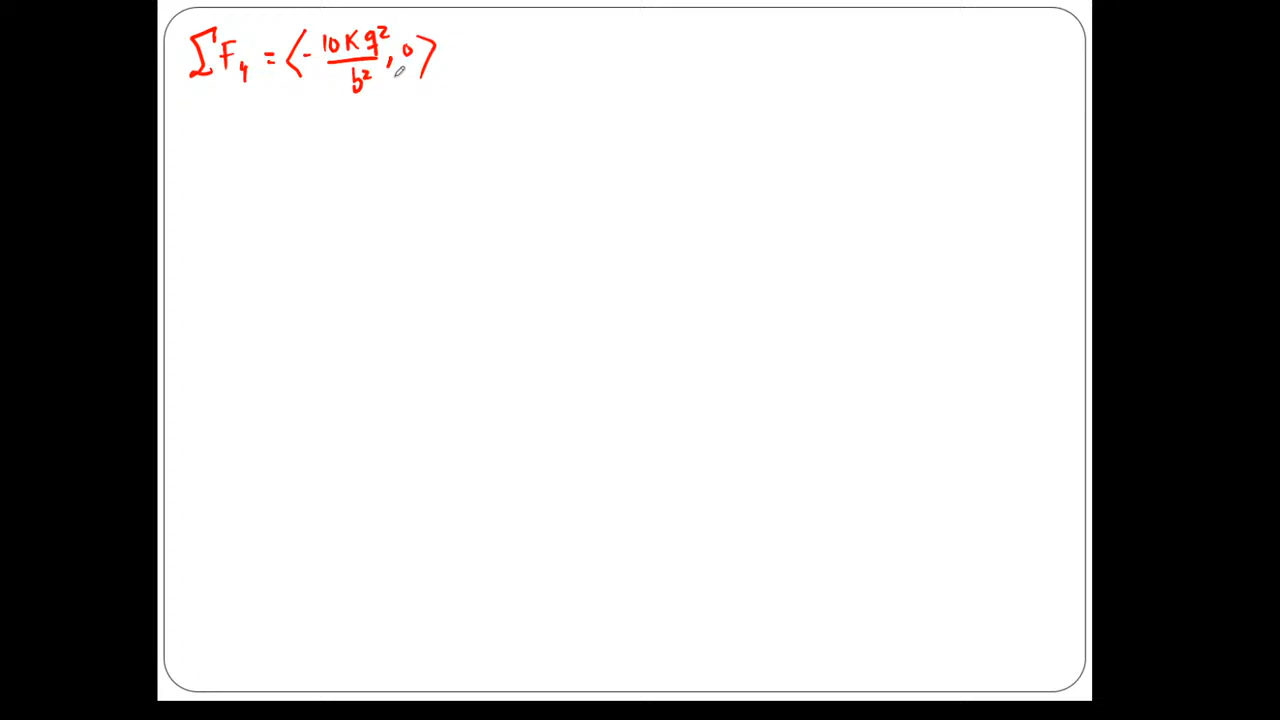 ΣF₄ = ⟨-10Kq²/b², 0⟩